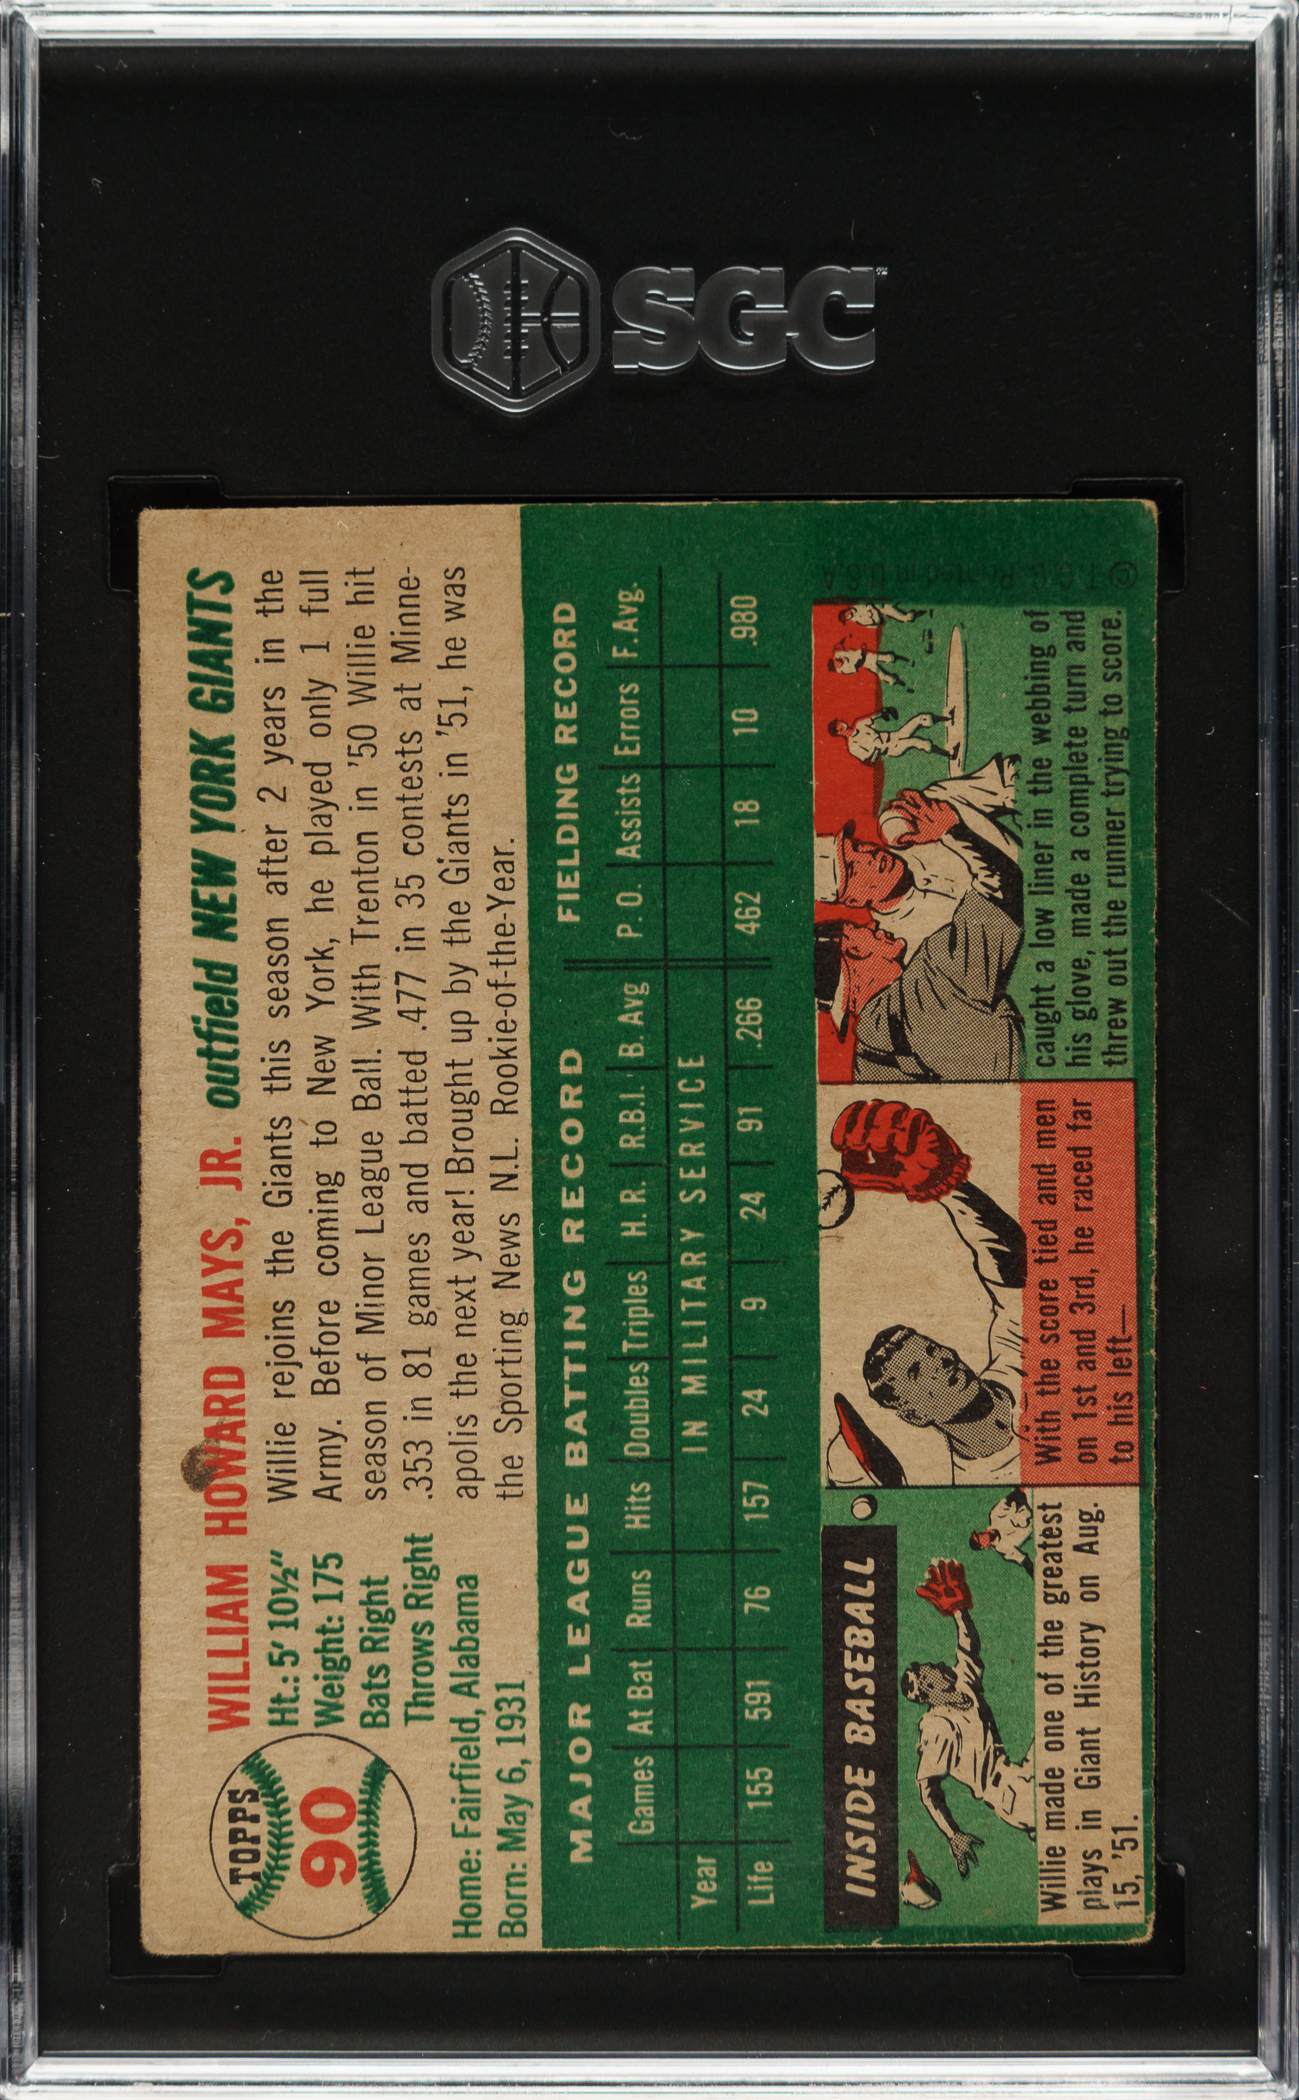 SGC
TOPPS
90
WILLIAM HOWARD MAYS, JR. outfield NEW YORK GIANTS
Ht.: 5' 10½"
Weight: 175
Bats Right
Throws Right
Home: Fairfield, Alabama
Born: May 6, 1931
Willie rejoins the Giants this season after 2 years in the
Army. Before coming to New York, he played only 1 full
season of Minor League Ball. With Trenton in '50 Willie hit
.353 in 81 games and batted .477 in 35 contests at Minne-
apolis the next year! Brought up by the Giants in '51, he was
the Sporting News N.L. Rookie-of-the-Year.
MAJOR LEAGUE BATTING RECORD FIELDING RECORD
Games At Bat Runs Hits Doubles Triples H. R. R.B.I. B. Avg P. O. Assists Errors F. Avg.
Year IN MILITARY SERVICE
Life 155 591 76 157 24 9 24 91 .266 462 18 10 .980
INSIDE BASEBALL
Willie made one of the greatest
plays in Giant History on Aug.
15, '51.
With the score tied and men
on 1st and 3rd, he raced far
to his left—
caught a low liner in the webbing of
his glove, made a complete turn and
threw out the runner trying to score.
© T. C. G. Printed in U. S. A.